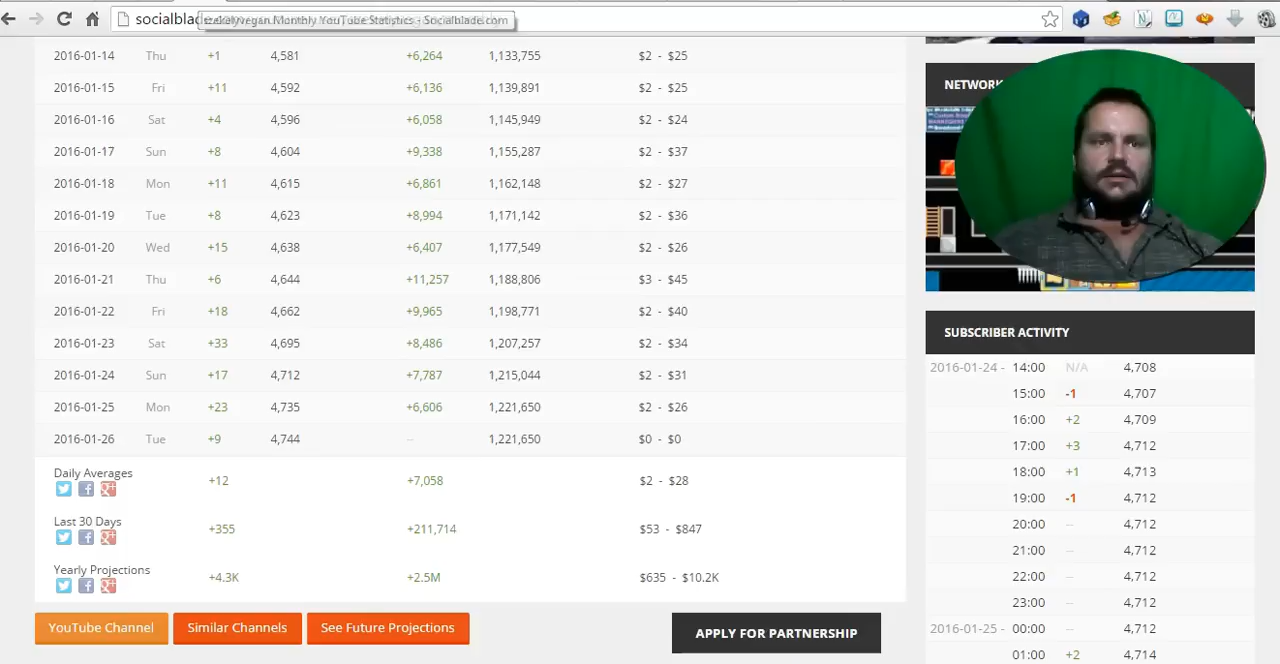 socialblad
szekelyvegan Monthly YouTube Statistics - Socialblade.com
2016-01-14 Thu +1 4,581 +6,264 1,133,755 $2 - $25
2016-01-15 Fri +11 4,592 +6,136 1,139,891 $2 - $25
2016-01-16 Sat +4 4,596 +6,058 1,145,949 $2 - $24
2016-01-17 Sun +8 4,604 +9,338 1,155,287 $2 - $37
2016-01-18 Mon +11 4,615 +6,861 1,162,148 $2 - $27
2016-01-19 Tue +8 4,623 +8,994 1,171,142 $2 - $36
2016-01-20 Wed +15 4,638 +6,407 1,177,549 $2 - $26
2016-01-21 Thu +6 4,644 +11,257 1,188,806 $3 - $45
2016-01-22 Fri +18 4,662 +9,965 1,198,771 $2 - $40
2016-01-23 Sat +33 4,695 +8,486 1,207,257 $2 - $34
2016-01-24 Sun +17 4,712 +7,787 1,215,044 $2 - $31
2016-01-25 Mon +23 4,735 +6,606 1,221,650 $2 - $26
2016-01-26 Tue +9 4,744 -- 1,221,650 $0 - $0
Daily Averages +12 +7,058 $2 - $28
Last 30 Days +355 +211,714 $53 - $847
Yearly Projections +4.3K +2.5M $635 - $10.2K
YouTube Channel
Similar Channels
See Future Projections
APPLY FOR PARTNERSHIP
NETWORK
SUBSCRIBER ACTIVITY
2016-01-24 - 14:00 N/A 4,708
15:00 -1 4,707
16:00 +2 4,709
17:00 +3 4,712
18:00 +1 4,713
19:00 -1 4,712
20:00 -- 4,712
21:00 -- 4,712
22:00 -- 4,712
23:00 -- 4,712
2016-01-25 - 00:00 -- 4,712
01:00 +2 4,714